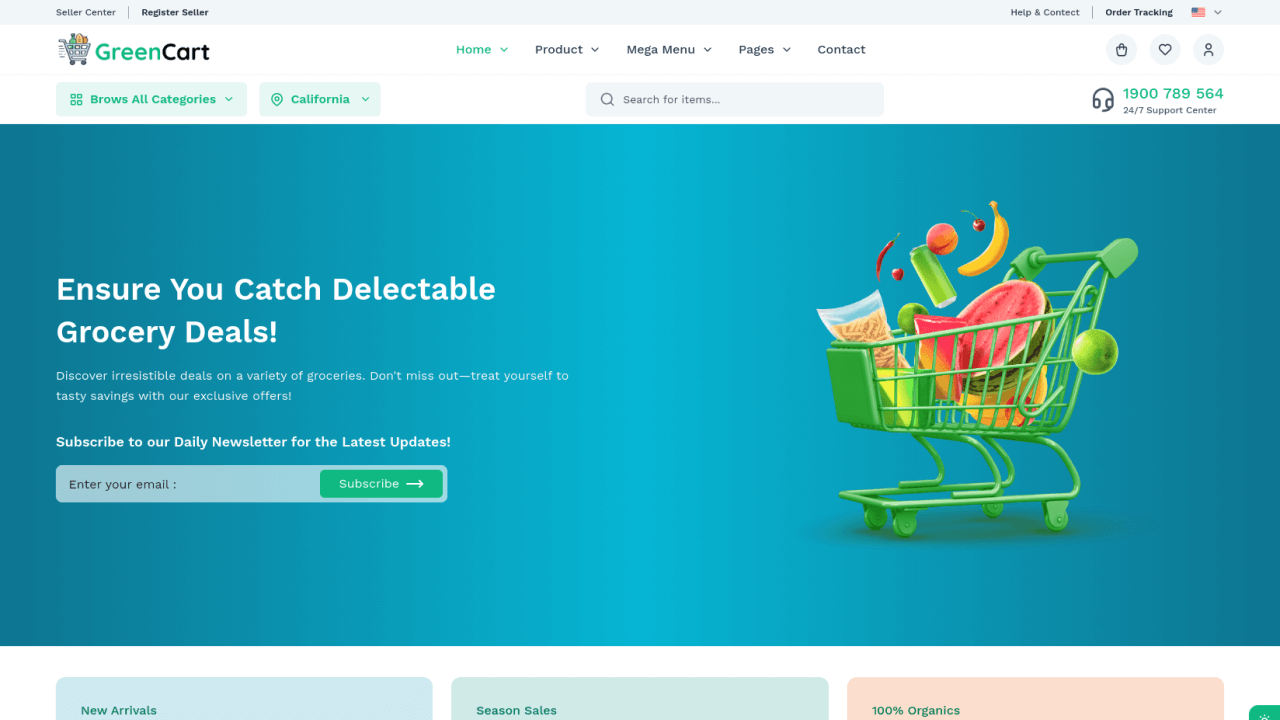 Seller Center
Register Seller
Help & Contect
Order Tracking
GreenCart
Home
Product
Mega Menu
Pages
Contact
Brows All Categories
California
Search for items...
1900 789 564
24/7 Support Center
Ensure You Catch Delectable
Grocery Deals!
Discover irresistible deals on a variety of groceries. Don't miss out—treat yourself to
tasty savings with our exclusive offers!
Subscribe to our Daily Newsletter for the Latest Updates!
Enter your email :
Subscribe
New Arrivals
Season Sales
100% Organics